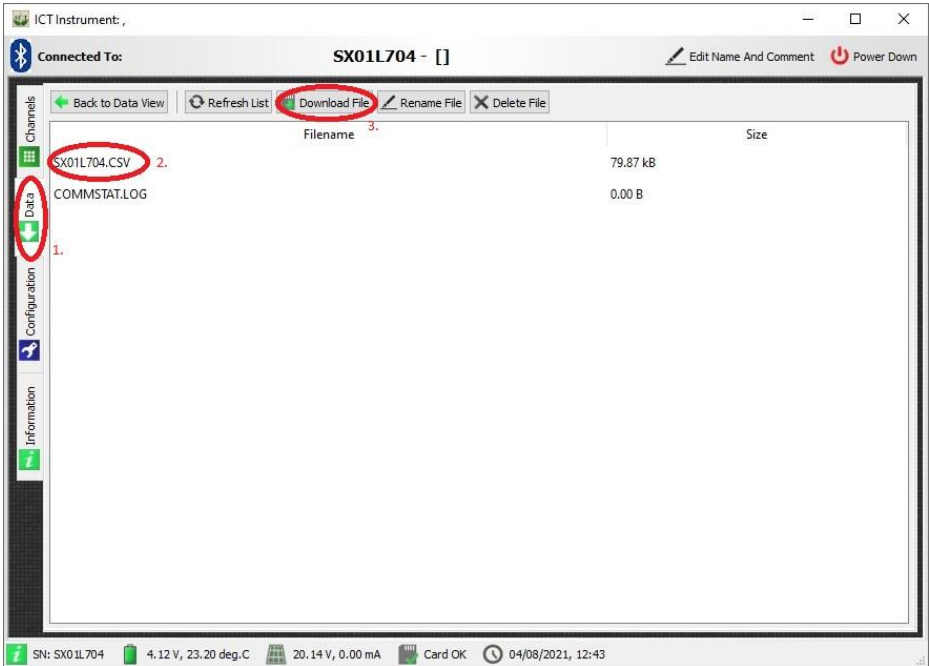 ICT Instrument: ,
Connected To: SX01L704 - [] Edit Name And Comment Power Down
Channels
Back to Data View Refresh List Download File Rename File Delete File
3.
Filename Size
SX01L704.CSV 2. 79.87 kB
COMMSTAT.LOG 0.00 B
Data
1.
Configuration
Information
SN: SX01L704 4.12 V, 23.20 deg.C 20.14 V, 0.00 mA Card OK 04/08/2021, 12:43